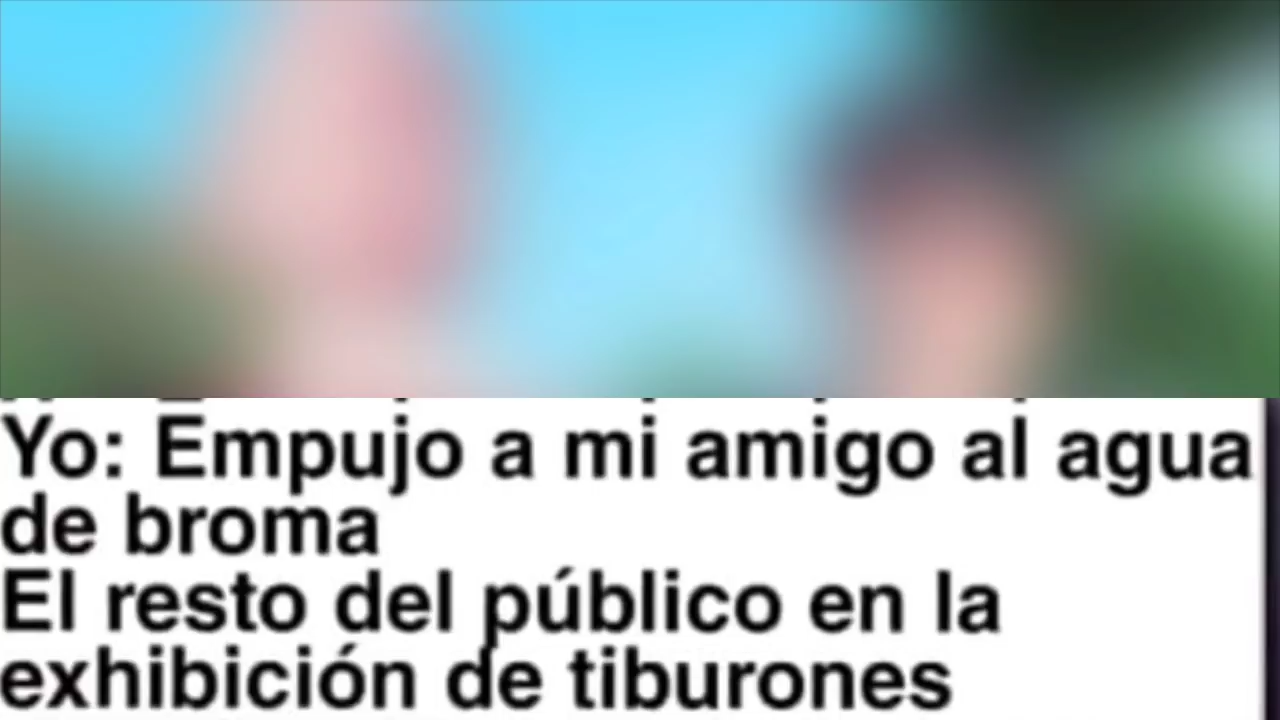 Yo: Empujo a mi amigo al agua
de broma
El resto del público en la
exhibición de tiburones